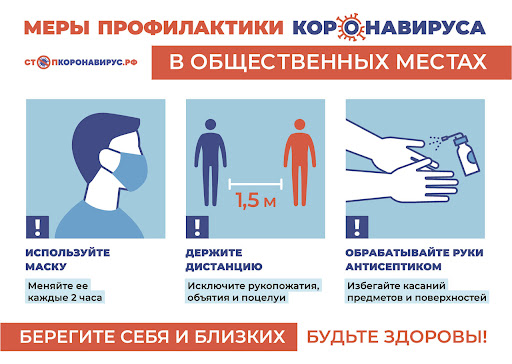 МЕРЫ ПРОФИЛАКТИКИ КОРОНАВИРУСА
СТОПКОРОНАВИРУС.РФ
В ОБЩЕСТВЕННЫХ МЕСТАХ
1,5 м
!
!
!
ИСПОЛЬЗУЙТЕ
МАСКУ
Меняйте ее
каждые 2 часа
ДЕРЖИТЕ
ДИСТАНЦИЮ
Исключите рукопожатия,
объятия и поцелуи
ОБРАБАТЫВАЙТЕ РУКИ
АНТИСЕПТИКОМ
Избегайте касаний
предметов и поверхностей
БЕРЕГИТЕ СЕБЯ И БЛИЗКИХ
БУДЬТЕ ЗДОРОВЫ!